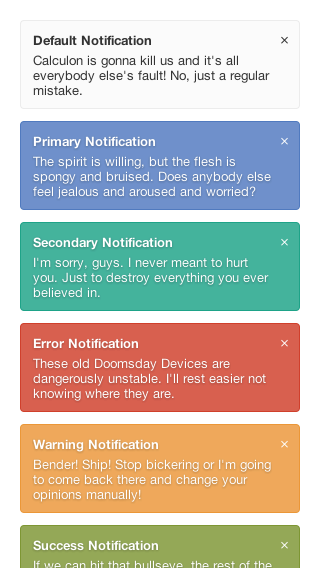 Default Notification ×
Calculon is gonna kill us and it's all
everybody else's fault! No, just a regular
mistake.
Primary Notification ×
The spirit is willing, but the flesh is
spongy and bruised. Does anybody else
feel jealous and aroused and worried?
Secondary Notification ×
I'm sorry, guys. I never meant to hurt
you. Just to destroy everything you ever
believed in.
Error Notification ×
These old Doomsday Devices are
dangerously unstable. I'll rest easier not
knowing where they are.
Warning Notification ×
Bender! Ship! Stop bickering or I'm going
to come back there and change your
opinions manually!
Success Notification ×
If we can hit that bullseye, the rest of the